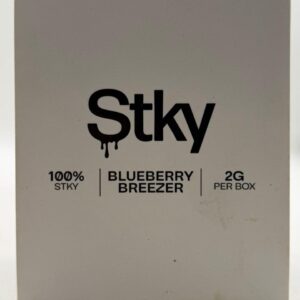 Stky
100%
STKY
BLUEBERRY
BREEZER
2G
PER BOX